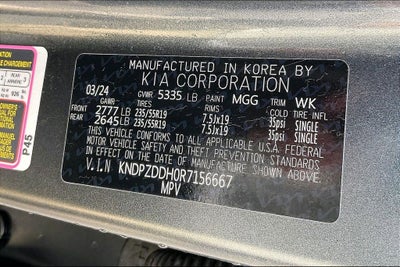 MANUFACTURED IN KOREA BY
KIA CORPORATION
03/24 GVWR 5335 LB PAINT MGG TRIM WK
GAWR TIRES RIMS COLD TIRE INFL
FRONT 2777 LB 235/55R19 7.5Jx19 35psi SINGLE
REAR 2645 LB 235/55R19 7.5Jx19 35psi SINGLE
THIS VEHICLE CONFORMS TO ALL APPLICABLE U.S.A. FEDERAL
MOTOR VEHICLE SAFETY AND THEFT PREVENTION STANDARDS
IN EFFECT ON THE DATE OF MANUFACTURE SHOWN ABOVE.
V.I.N KNDPZDDH0R7156667
MPV
P45
REAR